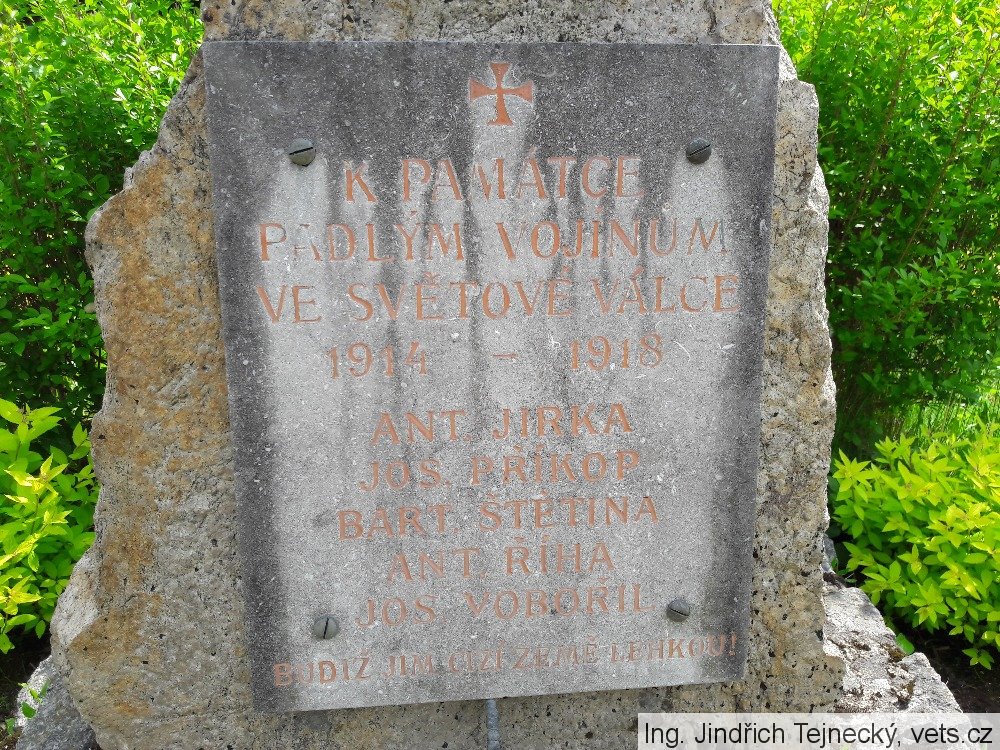 K PAMÁTCE
PADLÝM VOJÍNUM
VE SVĚTOVÉ VÁLCE
1914 – 1918
ANT. JIRKA
JOS. PŘÍKOP
BART. ŠTĚTINA
ANT. ŘÍHA
JOS. VOBOŘIL
BUDIŽ JIM CIZÍ ZEMĚ LEHKOU!
Ing. Jindřich Tejnecký, vets.cz